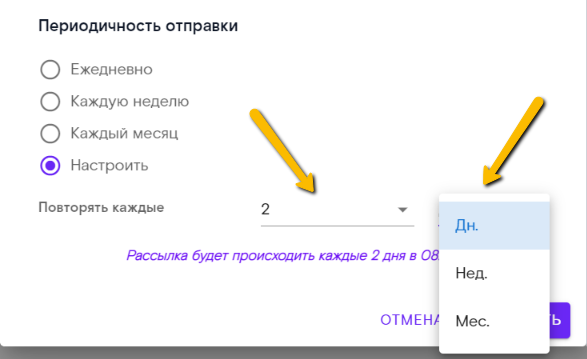 Периодичность отправки
Ежедневно
Каждую неделю
Каждый месяц
Настроить
Повторять каждые 2
Дн.
Рассылка будет происходить каждые 2 дня в 08
Нед.
Мес.